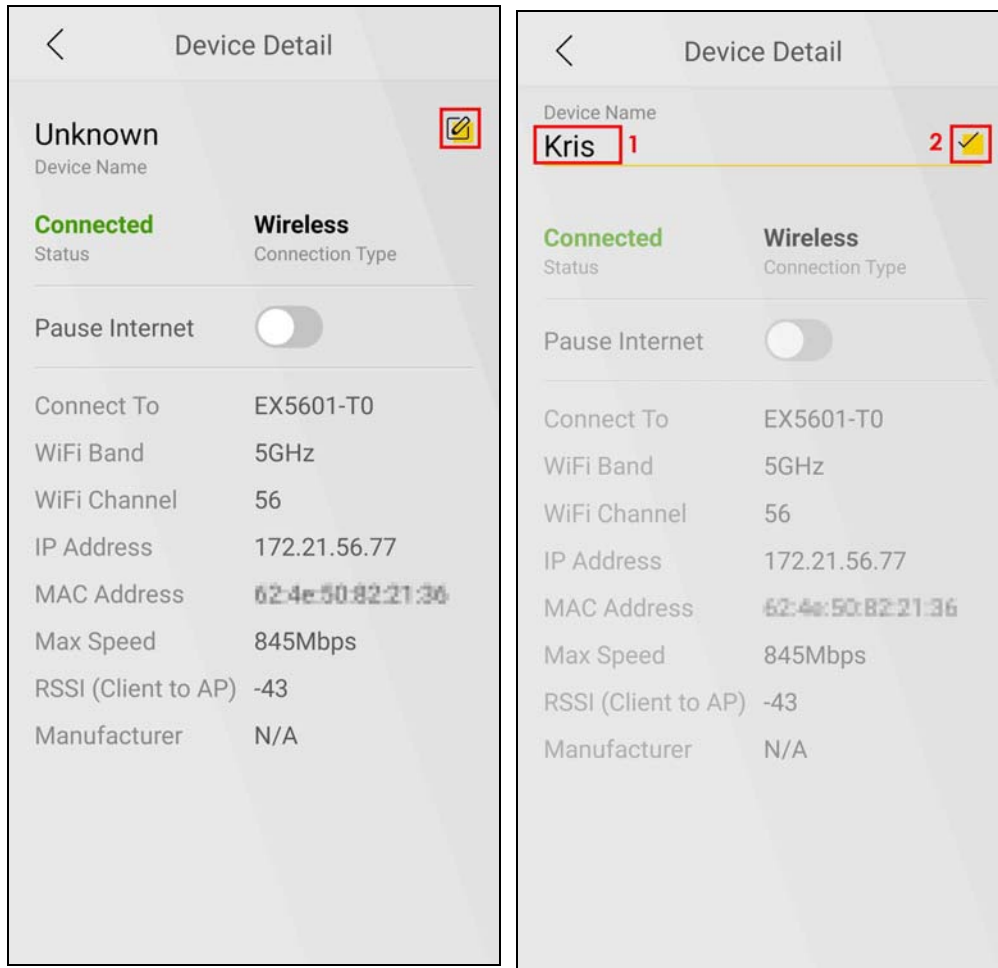 Device Detail
Unknown
Device Name
Connected Wireless
Status Connection Type
Pause Internet
Connect To EX5601-T0
WiFi Band 5GHz
WiFi Channel 56
IP Address 172.21.56.77
MAC Address
Max Speed 845Mbps
RSSI (Client to AP) -43
Manufacturer N/A
Device Detail
Device Name
Kris 1 2
Connected Wireless
Status Connection Type
Pause Internet
Connect To EX5601-T0
WiFi Band 5GHz
WiFi Channel 56
IP Address 172.21.56.77
MAC Address
Max Speed 845Mbps
RSSI (Client to AP) -43
Manufacturer N/A